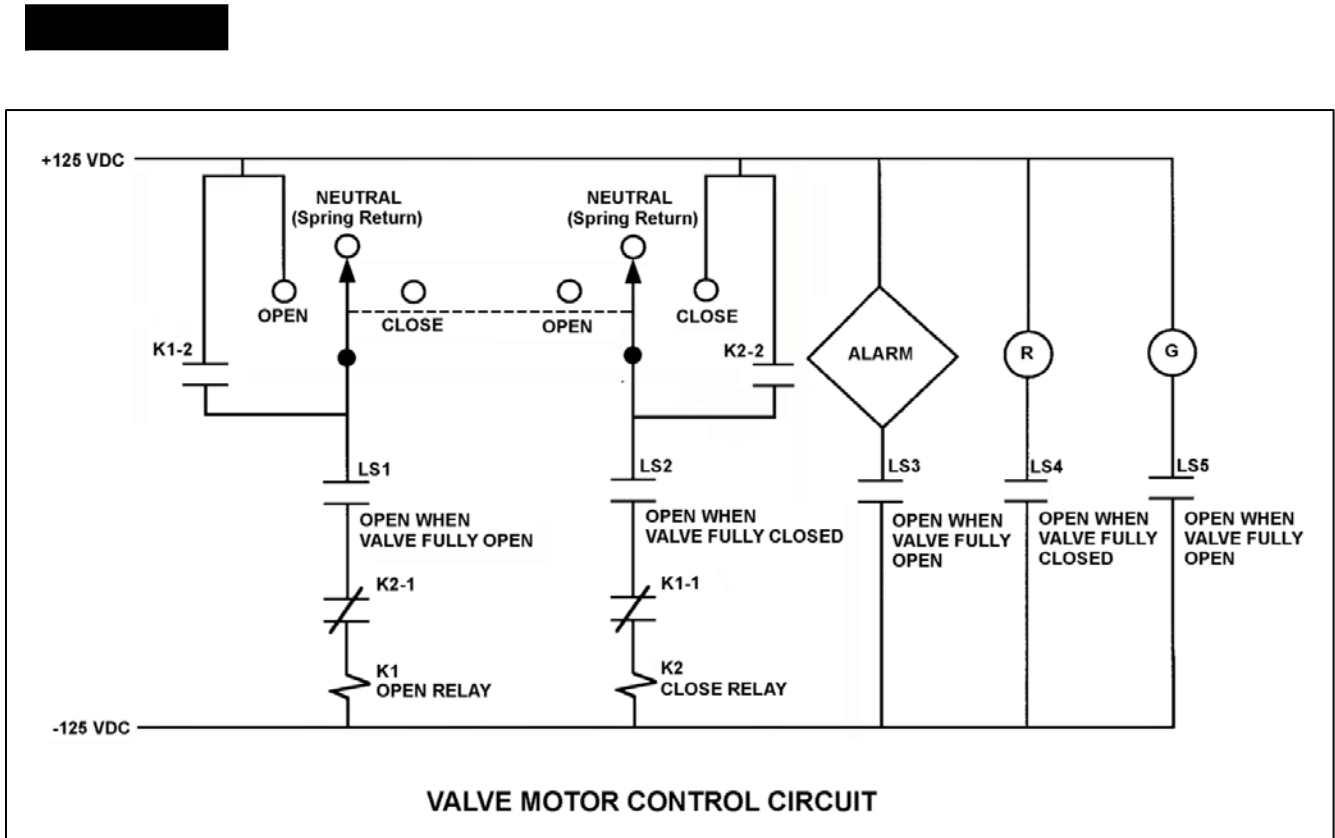 +125 VDC
NEUTRAL
(Spring Return)
NEUTRAL
(Spring Return)
OPEN
CLOSE
OPEN
CLOSE
K1-2
K2-2
ALARM
R
G
LS1
OPEN WHEN
VALVE FULLY OPEN
LS2
OPEN WHEN
VALVE FULLY CLOSED
LS3
OPEN WHEN
VALVE FULLY
OPEN
LS4
OPEN WHEN
VALVE FULLY
CLOSED
LS5
OPEN WHEN
VALVE FULLY
OPEN
K2-1
K1-1
K1
OPEN RELAY
K2
CLOSE RELAY
-125 VDC
VALVE MOTOR CONTROL CIRCUIT